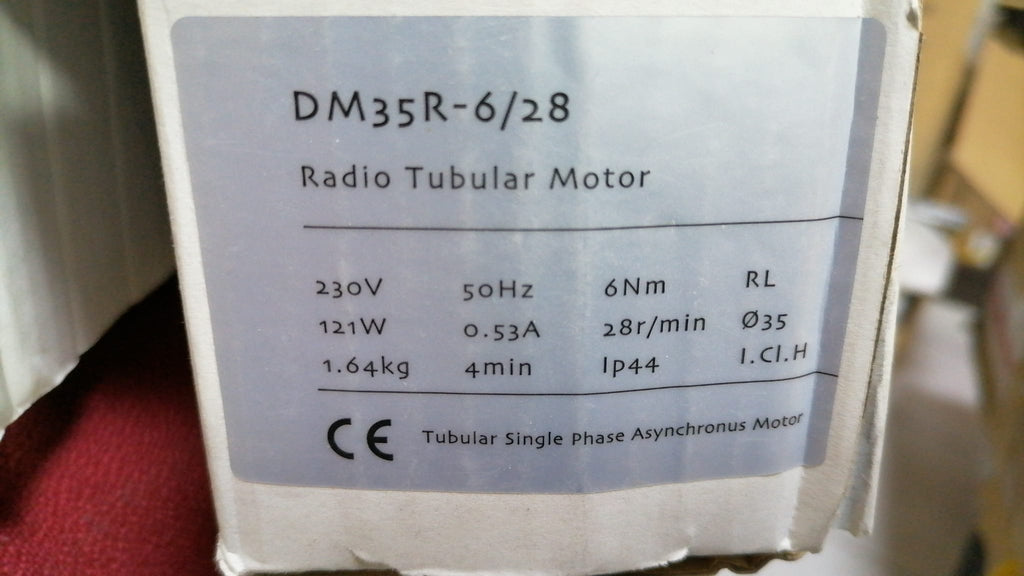 DM35R-6/28
Radio Tubular Motor
230V 50Hz 6Nm RL
121W 0.53A 28r/min Ø35
1.64kg 4min Ip44 I.Cl.H
CE Tubular Single Phase Asynchronus Motor